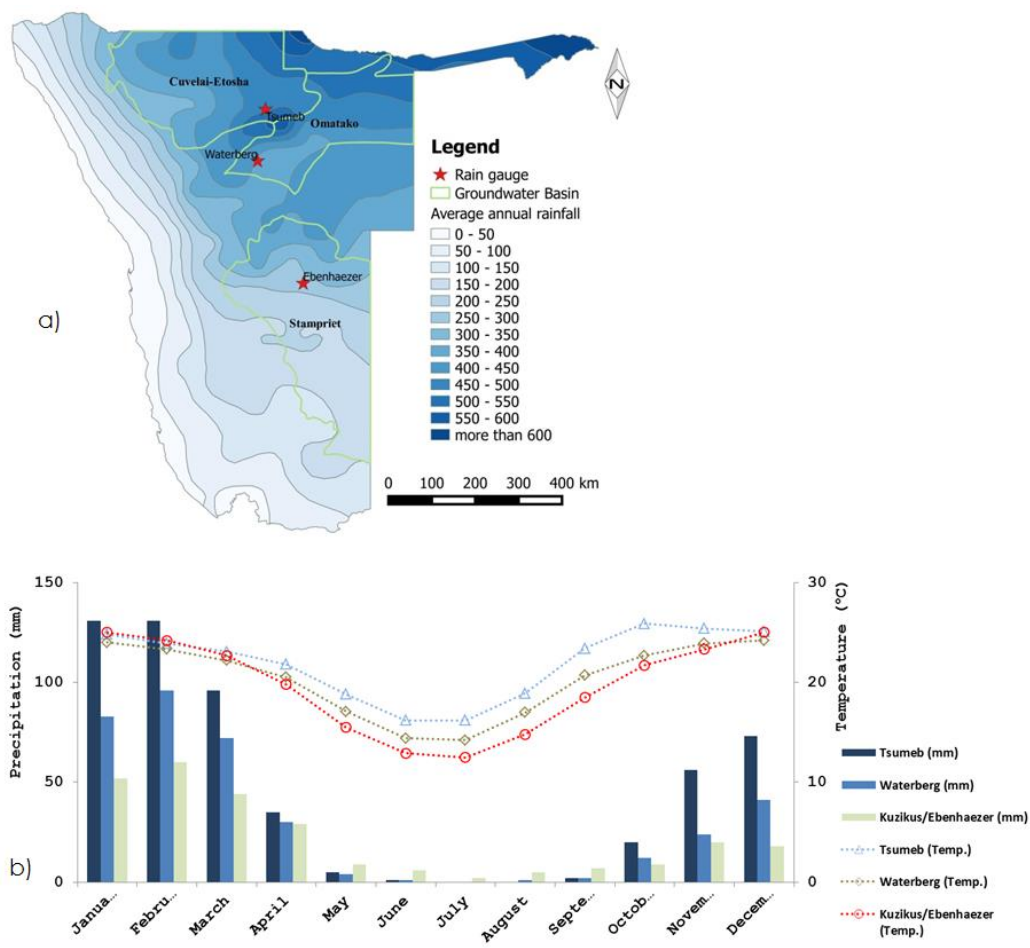 Cuvelai-Etosha
Tsumeb
Omatako
Waterberg
Ebenhaezer
Stampriet
a)
N
Legend
Rain gauge
Groundwater Basin
Average annual rainfall
0 - 50
50 - 100
100 - 150
150 - 200
200 - 250
250 - 300
300 - 350
350 - 400
400 - 450
450 - 500
500 - 550
550 - 600
more than 600
0 100 200 300 400 km
b)
Precipitation (mm)
150
100
50
0
Temperature (°C)
30
20
10
0
Janua…
Febru…
March
April
May
June
July
August
Septe…
Octob…
Novem…
Decem…
Tsumeb (mm)
Waterberg (mm)
Kuzikus/Ebenhaezer (mm)
Tsumeb (Temp.)
Waterberg (Temp.)
Kuzikus/Ebenhaezer
(Temp.)